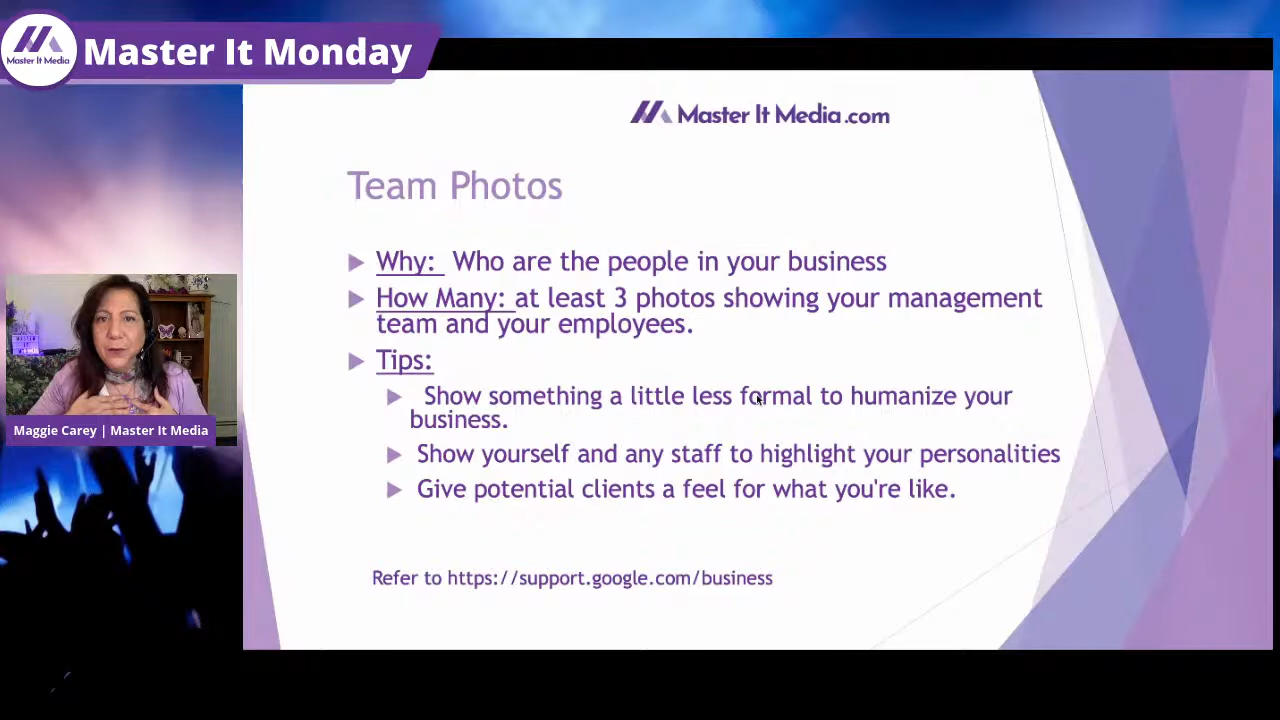 Master It Media
Master It Monday
Master It Media.com
Team Photos
Why: Who are the people in your business
How Many: at least 3 photos showing your management
team and your employees.
Tips:
Show something a little less formal to humanize your
business.
Show yourself and any staff to highlight your personalities
Give potential clients a feel for what you're like.
Maggie Carey | Master It Media
Refer to https://support.google.com/business